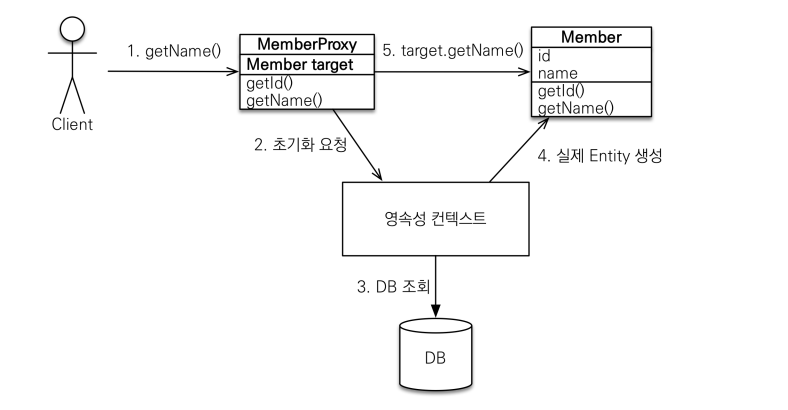 1. getName()
MemberProxy
Member target
getId()
getName()
5. target.getName()
Member
id
name
getId()
getName()
Client
2. 초기화 요청
4. 실제 Entity 생성
영속성 컨텍스트
3. DB 조회
DB